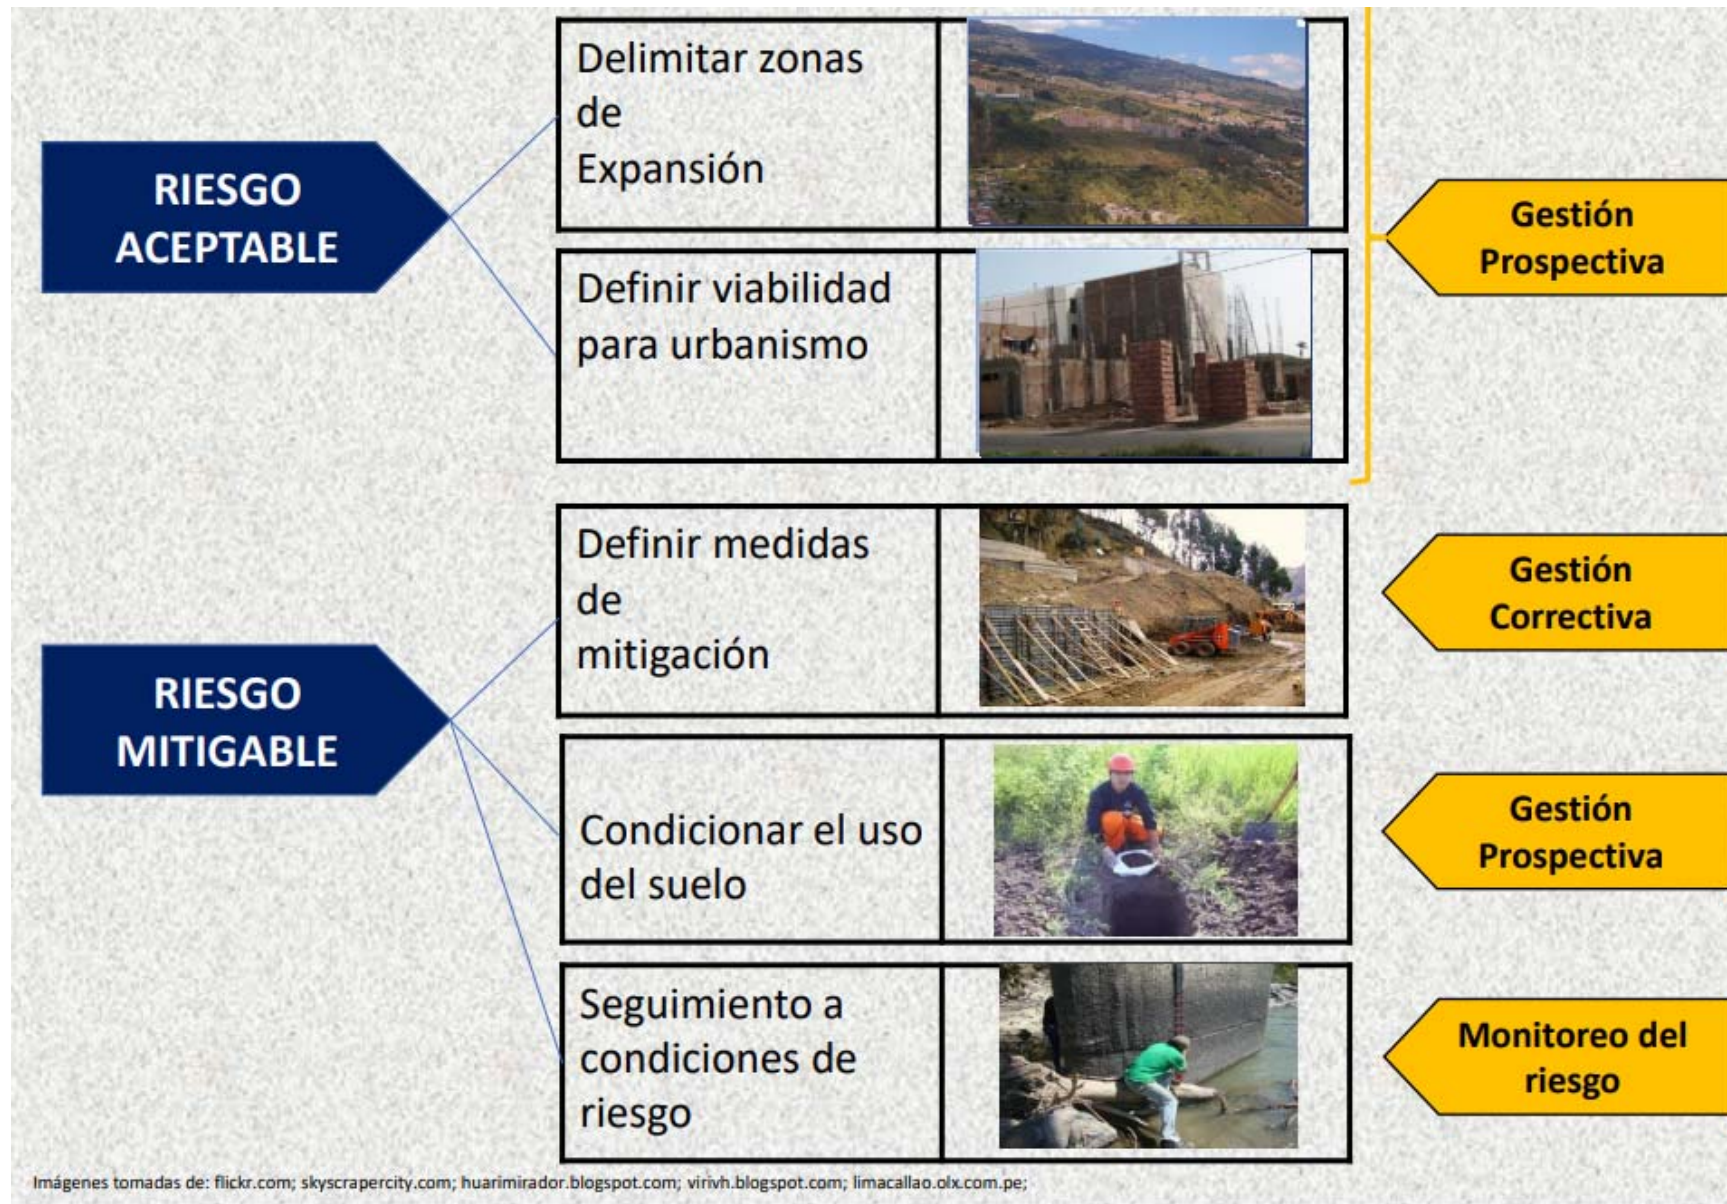 RIESGO
ACEPTABLE
Delimitar zonas
de
Expansión
Definir viabilidad
para urbanismo
Gestión
Prospectiva
RIESGO
MITIGABLE
Definir medidas
de
mitigación
Gestión
Correctiva
Condicionar el uso
del suelo
Gestión
Prospectiva
Seguimiento a
condiciones de
riesgo
Monitoreo del
riesgo
Imágenes tomadas de: flickr.com; skyscrapercity.com; huarimirador.blogspot.com; virivh.blogspot.com; limacallao.olx.com.pe;